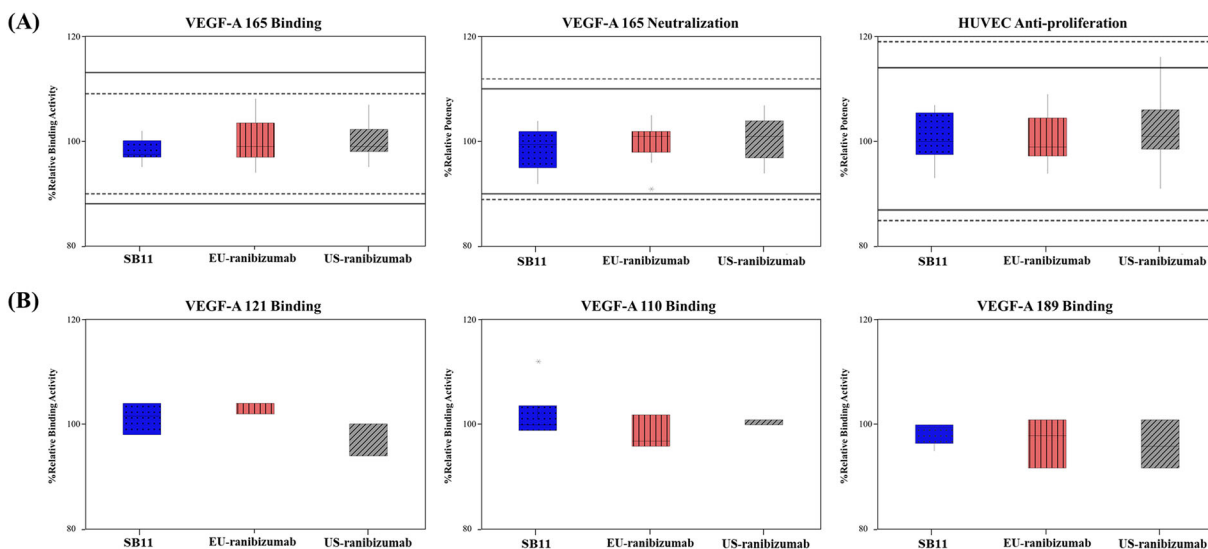 (A)
VEGF-A 165 Binding
%Relative Binding Activity
120
100
80
SB11
EU-ranibizumab
US-ranibizumab
VEGF-A 165 Neutralization
%Relative Potency
120
100
80
SB11
EU-ranibizumab
US-ranibizumab
HUVEC Anti-proliferation
%Relative Potency
120
100
80
SB11
EU-ranibizumab
US-ranibizumab
(B)
VEGF-A 121 Binding
%Relative Binding Activity
120
100
80
SB11
EU-ranibizumab
US-ranibizumab
VEGF-A 110 Binding
%Relative Binding Activity
120
100
80
SB11
EU-ranibizumab
US-ranibizumab
VEGF-A 189 Binding
%Relative Binding Activity
120
100
80
SB11
EU-ranibizumab
US-ranibizumab